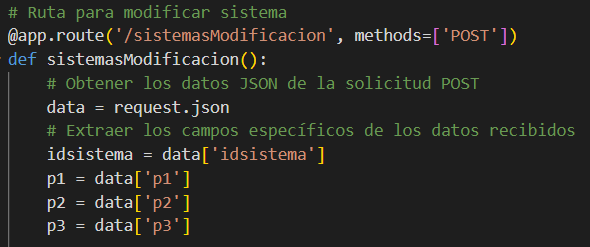 # Ruta para modificar sistema
@app.route('/sistemasModificacion', methods=['POST'])
def sistemasModificacion():
    # Obtener los datos JSON de la solicitud POST
    data = request.json
    # Extraer los campos específicos de los datos recibidos
    idsistema = data['idsistema']
    p1 = data['p1']
    p2 = data['p2']
    p3 = data['p3']